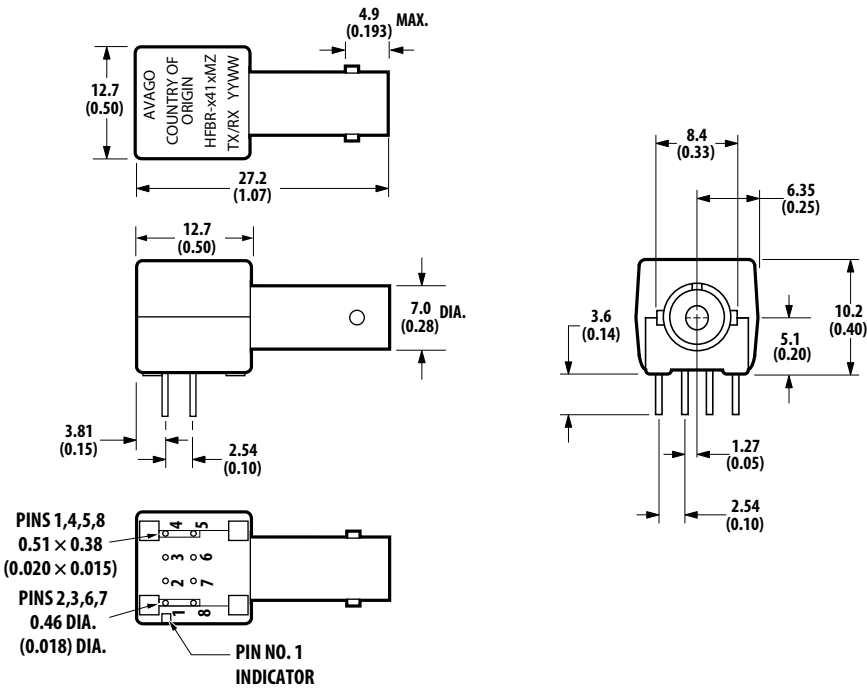 4.9
(0.193)
MAX.
12.7
(0.50)
AVAGO
COUNTRY OF
ORIGIN
HFBR-x41xMZ
TX/RX YYWW
27.2
(1.07)
8.4
(0.33)
6.35
(0.25)
12.7
(0.50)
7.0
(0.28)
DIA.
3.6
(0.14)
10.2
(0.40)
5.1
(0.20)
3.81
(0.15)
2.54
(0.10)
1.27
(0.05)
2.54
(0.10)
PINS 1,4,5,8
0.51 × 0.38
(0.020 × 0.015)
4 5
3 6
2 7
1 8
PINS 2,3,6,7
0.46 DIA.
(0.018) DIA.
PIN NO. 1
INDICATOR